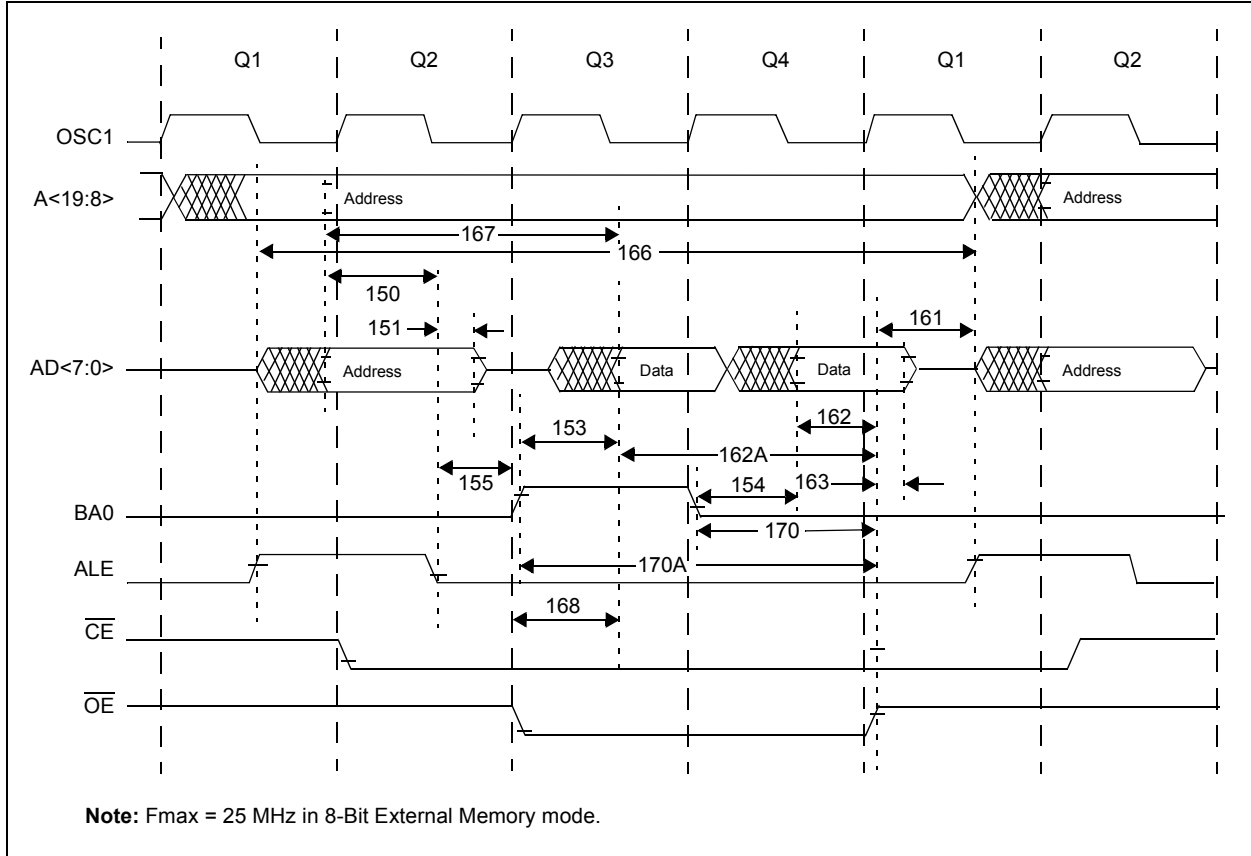 Q1 Q2 Q3 Q4 Q1 Q2
OSC1
A<19:8>
Address
Address
167
166
150
151
161
AD<7:0>
Address
Data
Data
Address
153
162
162A
155
154
163
BA0
170
ALE
170A
168
CE
OE
Note: Fmax = 25 MHz in 8-Bit External Memory mode.